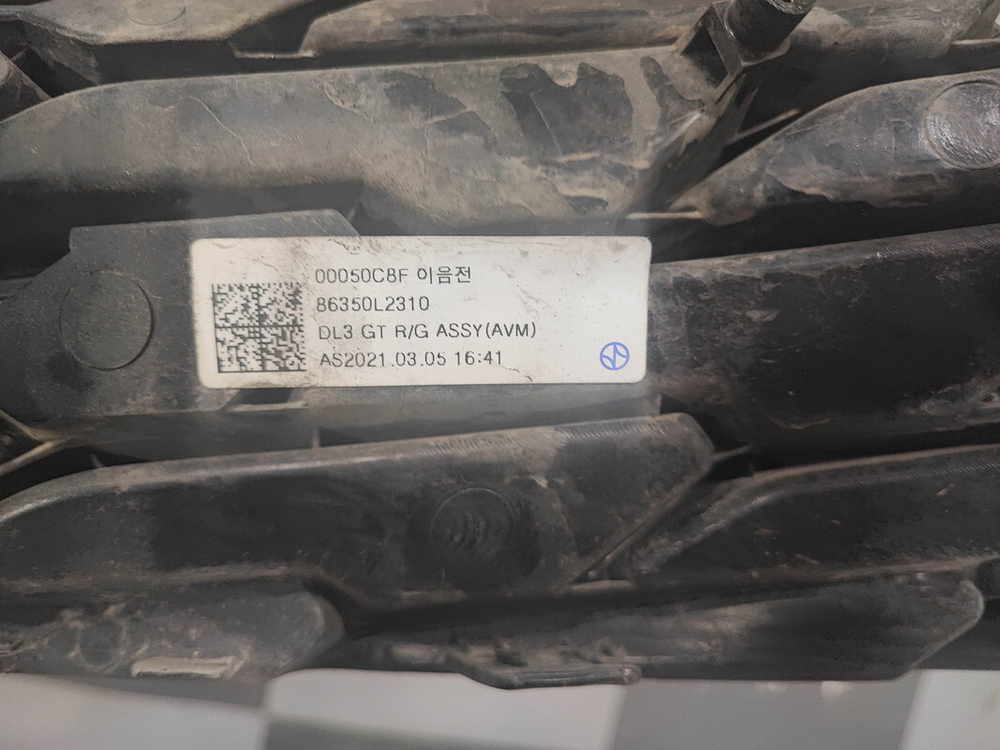 00050C8F 이음전
86350L2310
DL3 GT R/G ASSY(AVM)
AS2021.03.05 16:41